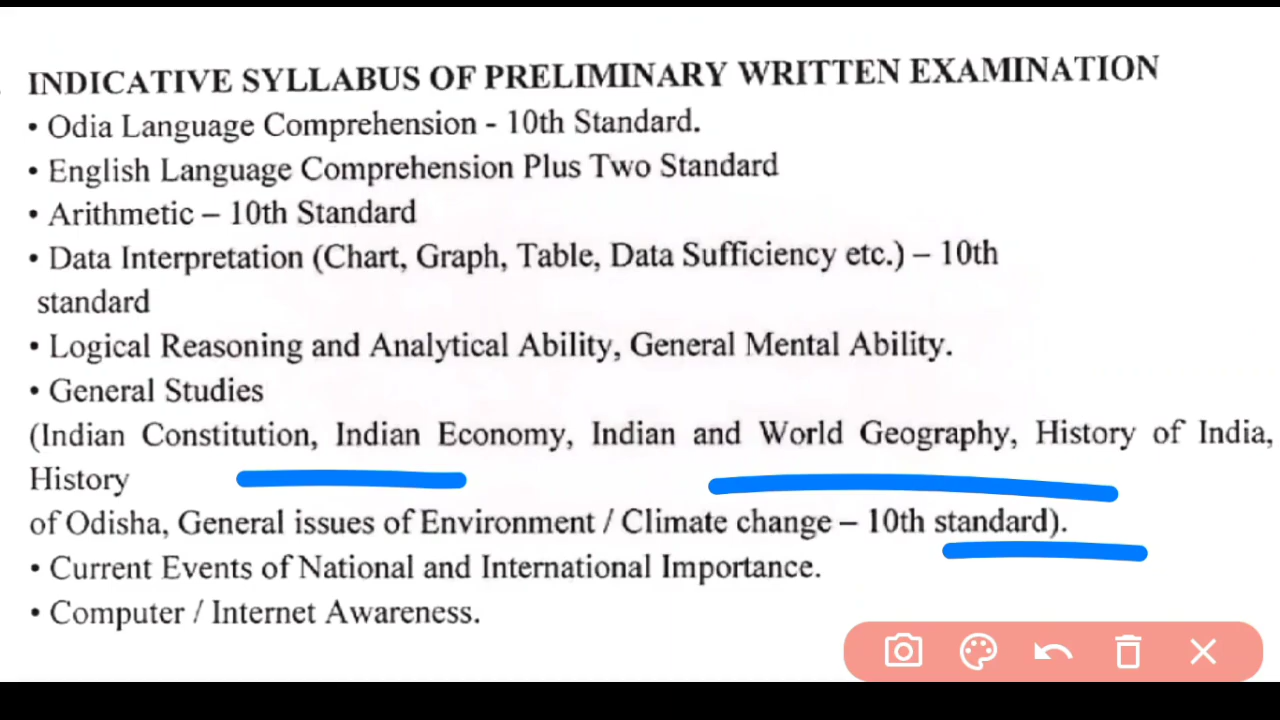 INDICATIVE SYLLABUS OF PRELIMINARY WRITTEN EXAMINATION
• Odia Language Comprehension - 10th Standard.
• English Language Comprehension Plus Two Standard
• Arithmetic – 10th Standard
• Data Interpretation (Chart, Graph, Table, Data Sufficiency etc.) – 10th
standard
• Logical Reasoning and Analytical Ability, General Mental Ability.
• General Studies
(Indian Constitution, Indian Economy, Indian and World Geography, History of India,
History
of Odisha, General issues of Environment / Climate change – 10th standard).
• Current Events of National and International Importance.
• Computer / Internet Awareness.